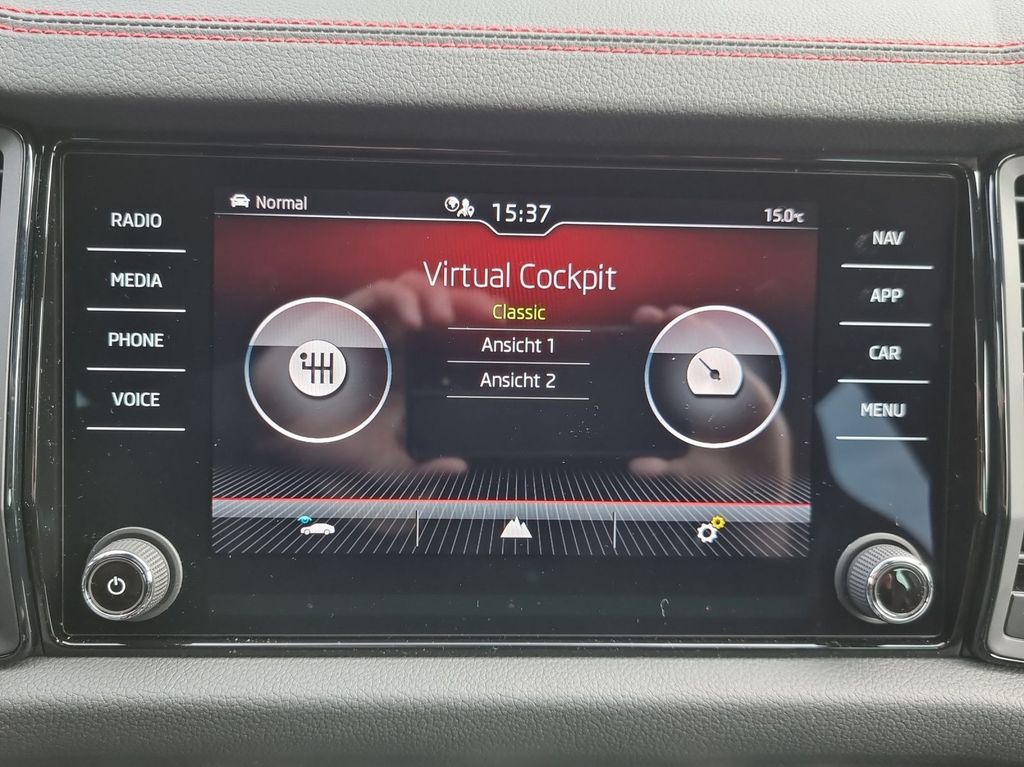 Normal
15:37
15.0°C
RADIO
MEDIA
PHONE
VOICE
Virtual Cockpit
Classic
Ansicht 1
Ansicht 2
NAV
APP
CAR
MENU